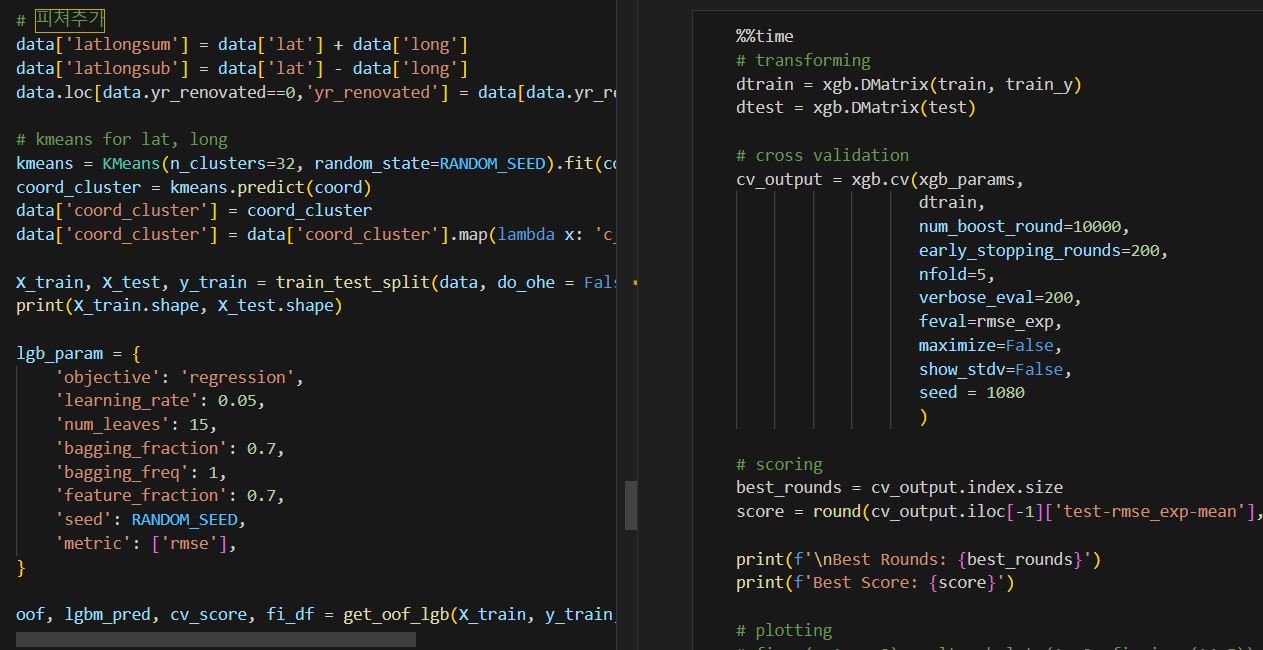 # 피쳐추가
data['latlongsum'] = data['lat'] + data['long']
data['latlongsub'] = data['lat'] - data['long']
data.loc[data.yr_renovated==0,'yr_renovated'] = data[data.yr_re
# kmeans for lat, long
kmeans = KMeans(n_clusters=32, random_state=RANDOM_SEED).fit(co
coord_cluster = kmeans.predict(coord)
data['coord_cluster'] = coord_cluster
data['coord_cluster'] = data['coord_cluster'].map(lambda x: 'c_
X_train, X_test, y_train = train_test_split(data, do_ohe = Fals
print(X_train.shape, X_test.shape)
lgb_param = {
'objective': 'regression',
'learning_rate': 0.05,
'num_leaves': 15,
'bagging_fraction': 0.7,
'bagging_freq': 1,
'feature_fraction': 0.7,
'seed': RANDOM_SEED,
'metric': ['rmse'],
}
oof, lgbm_pred, cv_score, fi_df = get_oof_lgb(X_train, y_train,
%%time
# transforming
dtrain = xgb.DMatrix(train, train_y)
dtest = xgb.DMatrix(test)
# cross validation
cv_output = xgb.cv(xgb_params,
dtrain,
num_boost_round=10000,
early_stopping_rounds=200,
nfold=5,
verbose_eval=200,
feval=rmse_exp,
maximize=False,
show_stdv=False,
seed = 1080
)
# scoring
best_rounds = cv_output.index.size
score = round(cv_output.iloc[-1]['test-rmse_exp-mean'],
print(f'\nBest Rounds: {best_rounds}')
print(f'Best Score: {score}')
# plotting